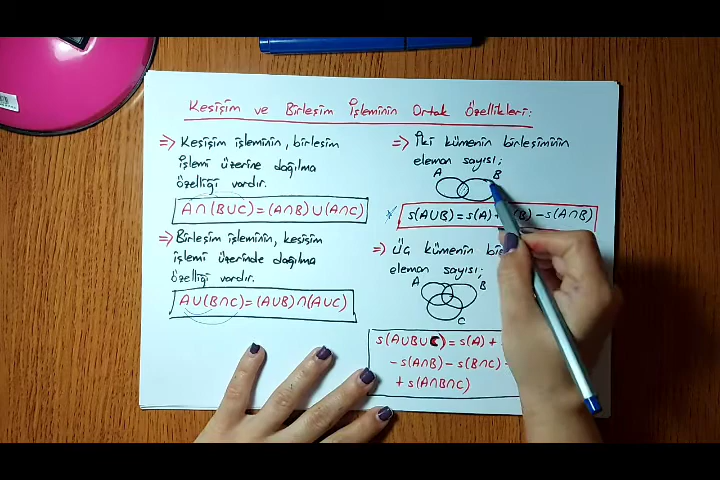 Kesişim ve Birleşim İşleminin Ortak Özellikleri:
=> Kesişim işleminin, birleşim
işlemi üzerine dağılma
özelliği vardır.
A∩(B∪C)=(A∩B)∪(A∩C)
=> Birleşim işleminin, kesişim
işlemi üzerinde dağılma
özelliği vardır.
A∪(B∩C)=(A∪B)∩(A∪C)
=> İki kümenin birleşiminin
eleman sayısı;
A B
s(A∪B)=s(A)+ (B)-s(A∩B)
=> Üç kümenin
eleman sayısı;
A B
C
s(A∪B∪C)=s(A)+
-s(A∩B)-s(B∩C)-
+s(A∩B∩C)